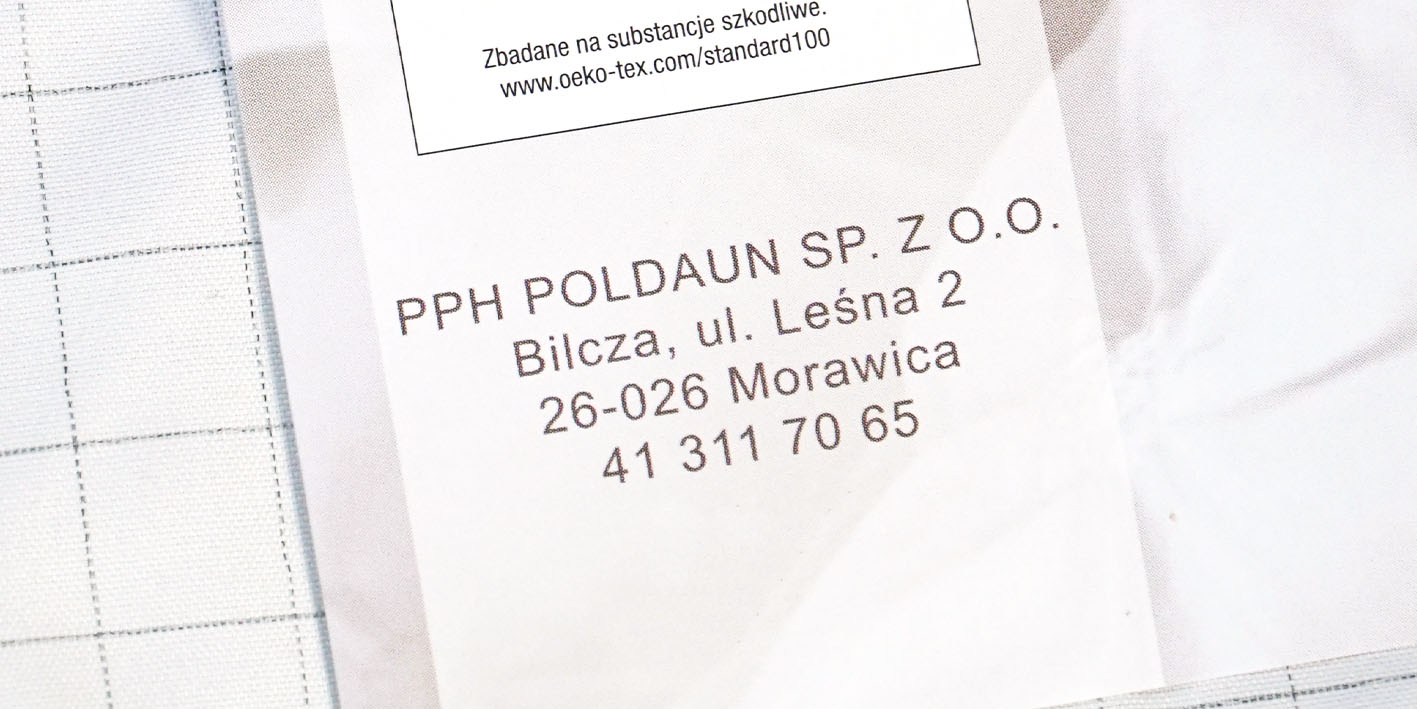 Zbadane na substancje szkodliwe.
www.oeko-tex.com/standard100
PPH POLDAUN SP. Z O.O.
Bilcza, ul. Leśna 2
26-026 Morawica
41 311 70 65